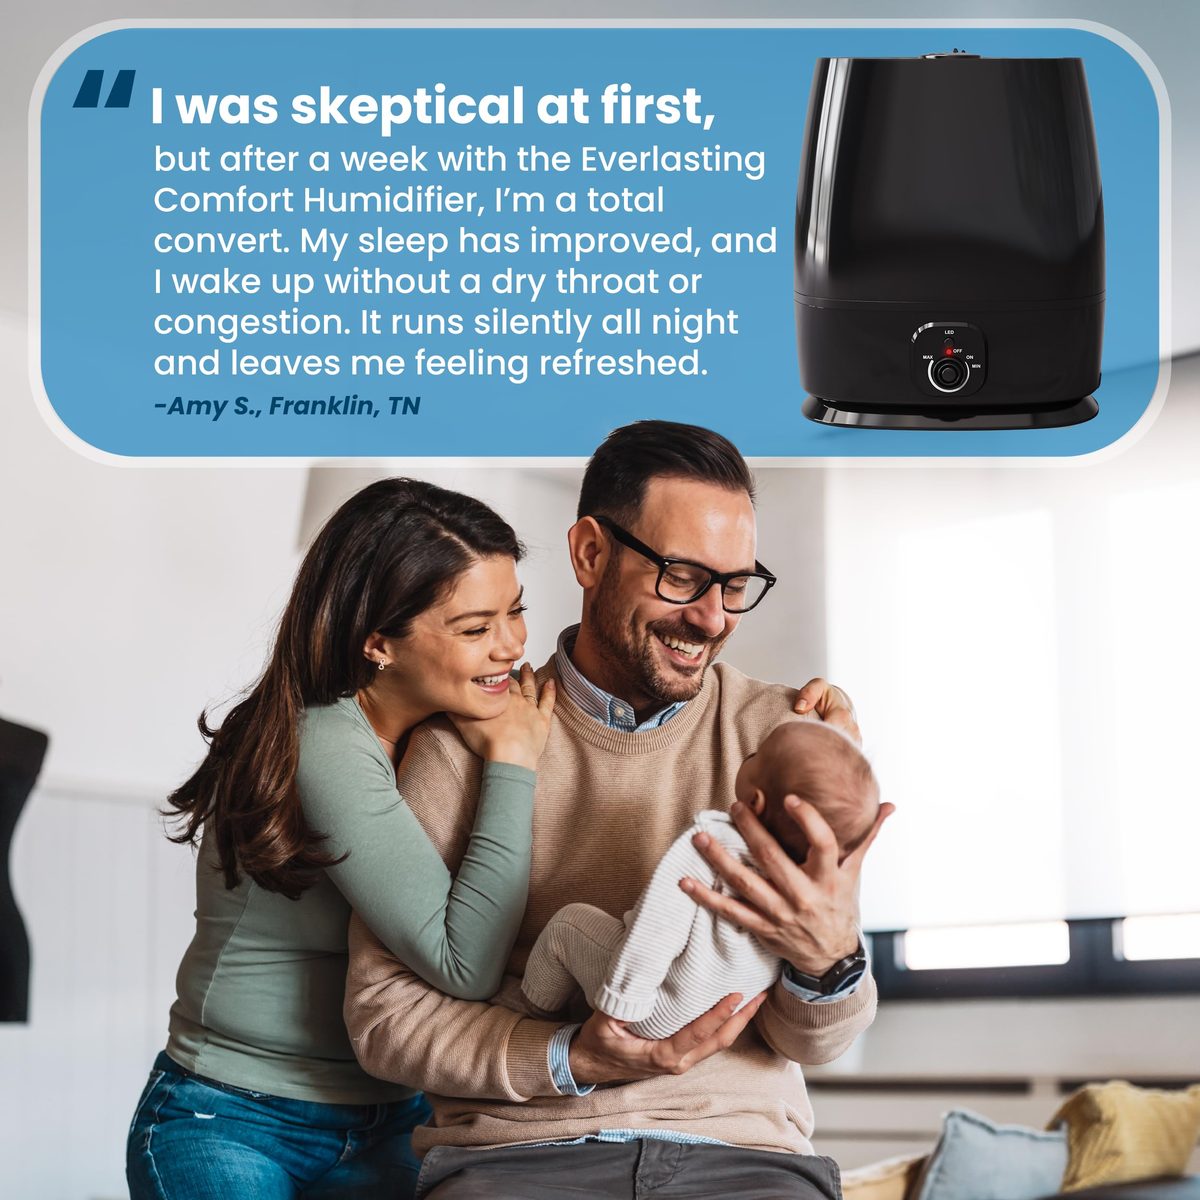 “ I was skeptical at first,
but after a week with the Everlasting
Comfort Humidifier, I’m a total
convert. My sleep has improved, and
I wake up without a dry throat or
congestion. It runs silently all night
and leaves me feeling refreshed.
-Amy S., Franklin, TN
LED
OFF
MAX ON
MIN